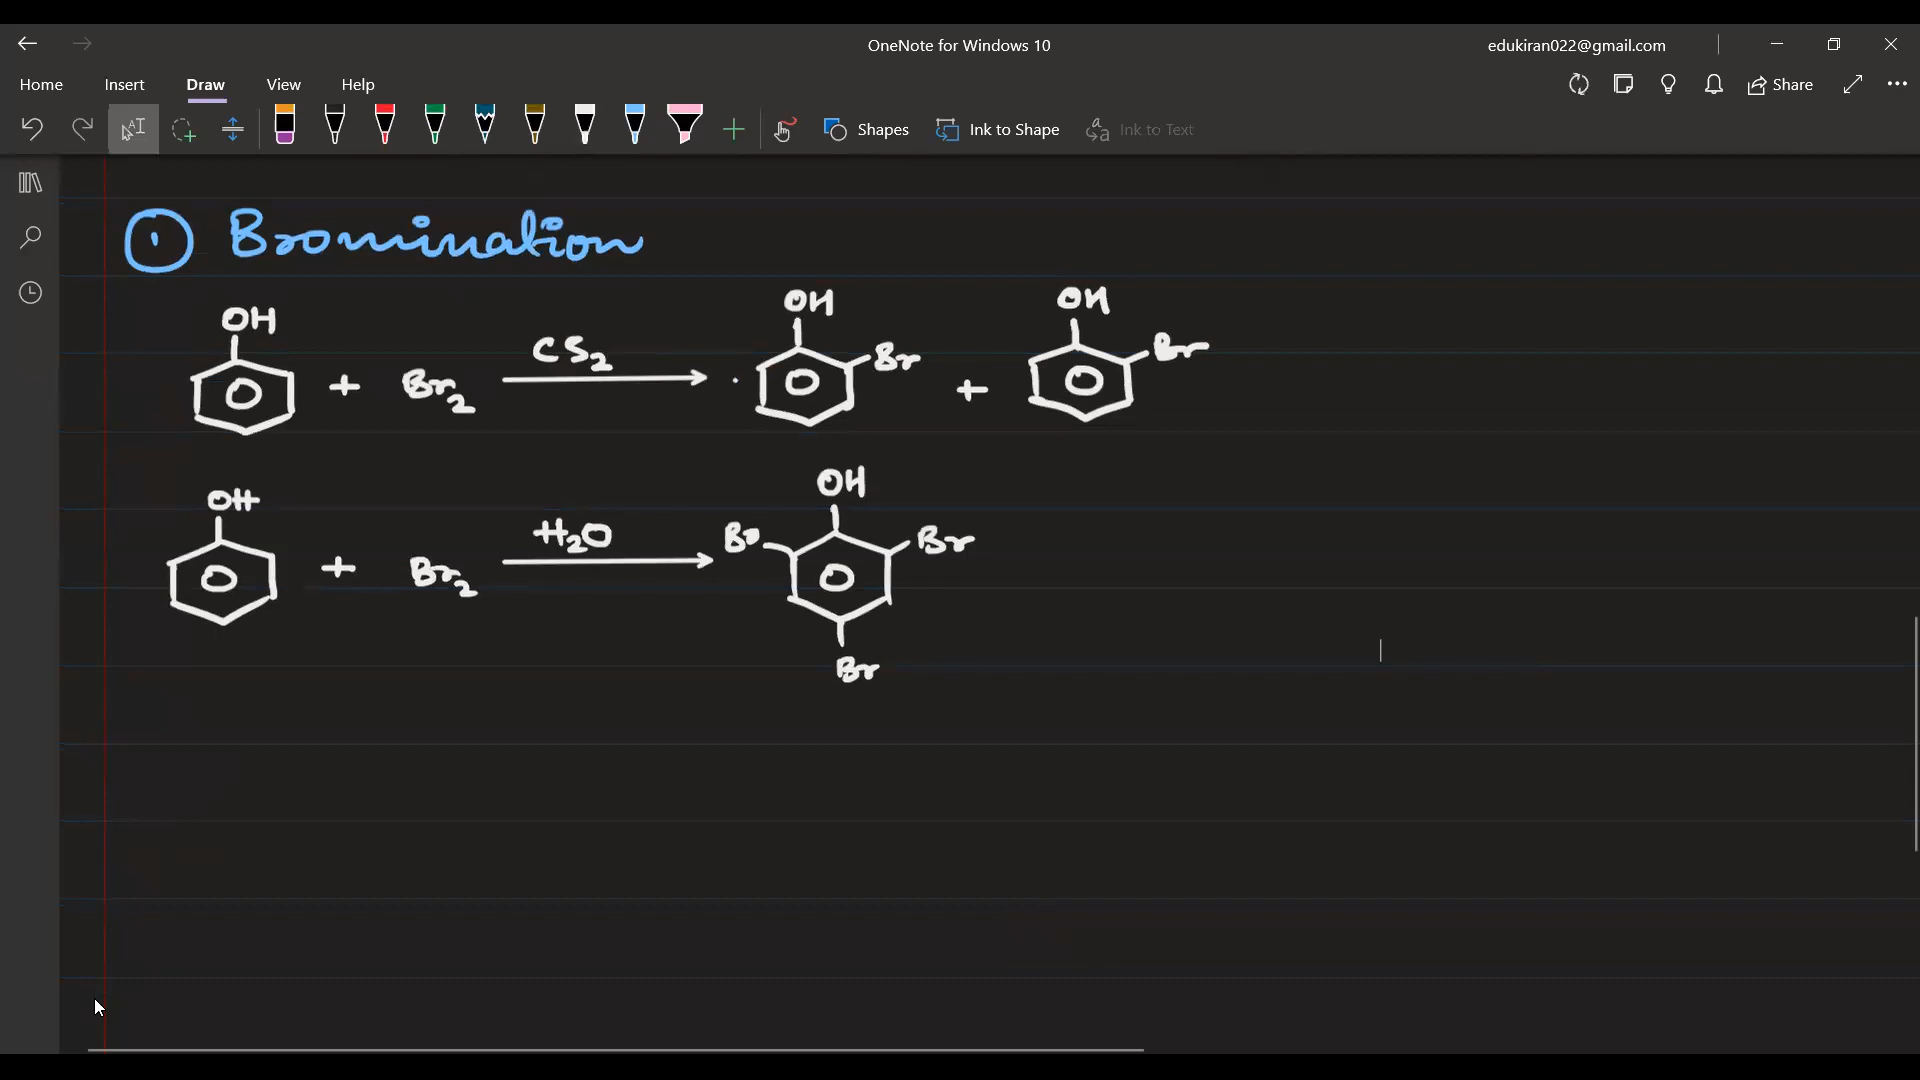 OneNote for Windows 10
edukiran022@gmail.com
Home Insert Draw View Help
Share
Shapes Ink to Shape Ink to Text
① Bromination
OH OH OH
+ Br₂ CS₂ → Br + Br
OH OH
+ Br₂ H₂O → Br Br
Br